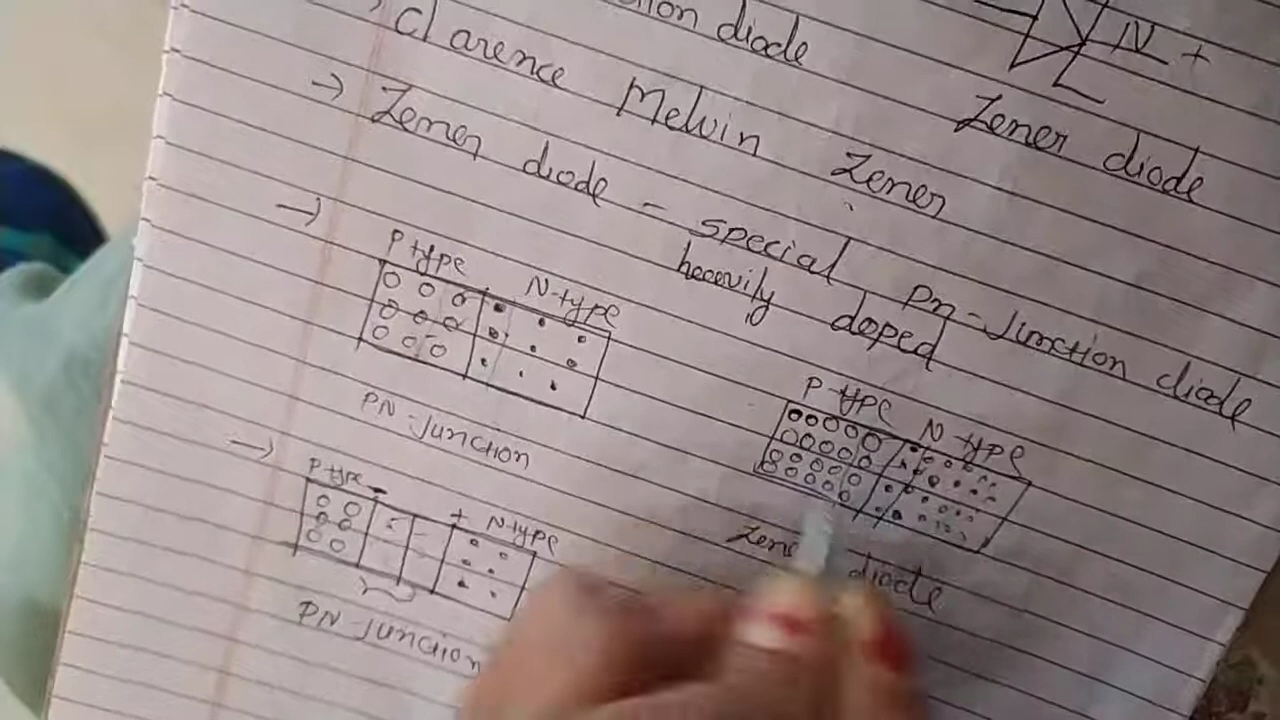 diode
N +
Zener diode
Clarence Melvin Zener
→ Zener diode - special pn-Junction diode
heavily doped
→ P type N-type
PN-Junction
P-type N type
Zene diode
→ P-type - + N-type
PN-Junction